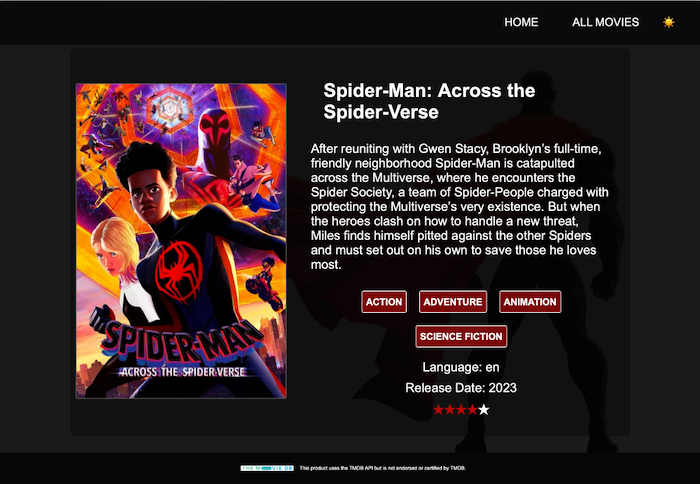 HOME ALL MOVIES
Spider-Man: Across the
Spider-Verse
After reuniting with Gwen Stacy, Brooklyn's full-time,
friendly neighborhood Spider-Man is catapulted
across the Multiverse, where he encounters the
Spider Society, a team of Spider-People charged with
protecting the Multiverse's very existence. But when
the heroes clash on how to handle a new threat,
Miles finds himself pitted against the other Spiders
and must set out on his own to save those he loves
most.
ACTION ADVENTURE ANIMATION
SCIENCE FICTION
Language: en
Release Date: 2023
SPIDER-MAN
ACROSS THE SPIDER-VERSE
THE MOVIE DB This product uses the TMDB API but is not endorsed or certified by TMDB.